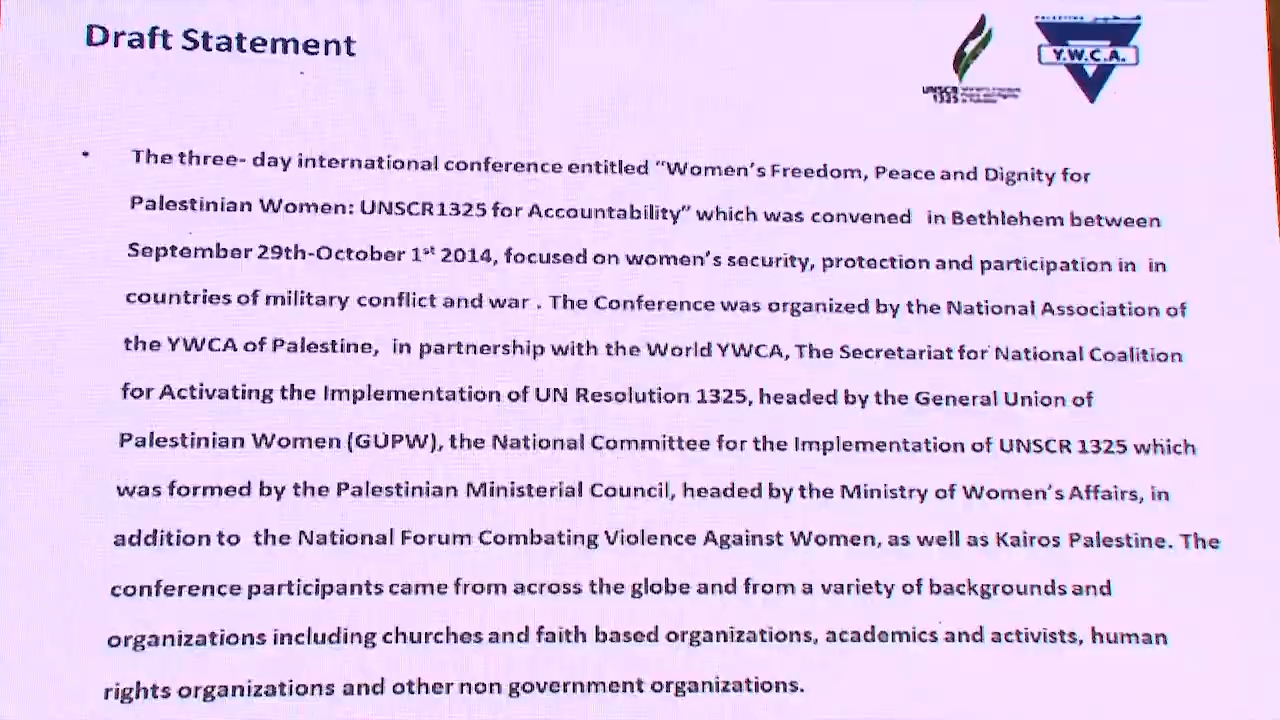 Draft Statement
Y.W.C.A.
UNSCR
1325
• The three- day international conference entitled “Women’s Freedom, Peace and Dignity for
Palestinian Women: UNSCR1325 for Accountability” which was convened in Bethlehem between
September 29th-October 1st 2014, focused on women’s security, protection and participation in in
countries of military conflict and war . The Conference was organized by the National Association of
the YWCA of Palestine, in partnership with the World YWCA, The Secretariat for National Coalition
for Activating the Implementation of UN Resolution 1325, headed by the General Union of
Palestinian Women (GUPW), the National Committee for the Implementation of UNSCR 1325 which
was formed by the Palestinian Ministerial Council, headed by the Ministry of Women’s Affairs, in
addition to the National Forum Combating Violence Against Women, as well as Kairos Palestine. The
conference participants came from across the globe and from a variety of backgrounds and
organizations including churches and faith based organizations, academics and activists, human
rights organizations and other non government organizations.